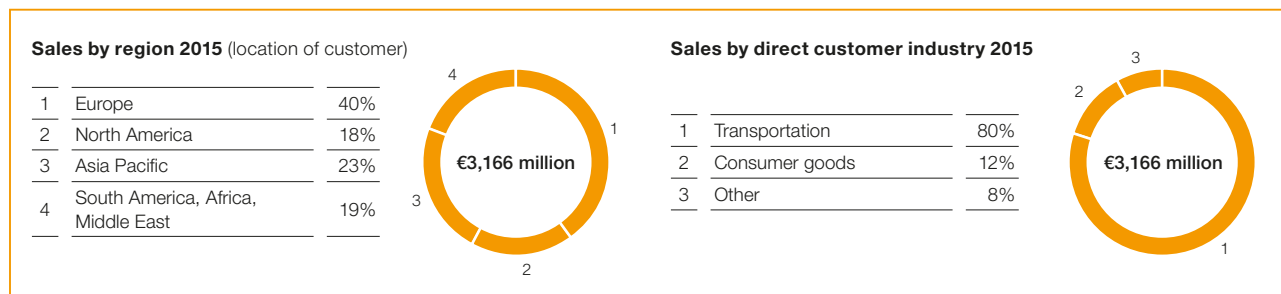 Sales by region 2015 (location of customer)
1 Europe 40%
2 North America 18%
3 Asia Pacific 23%
4 South America, Africa,
Middle East 19%
4
1
€3,166 million
3
2
Sales by direct customer industry 2015
1 Transportation 80%
2 Consumer goods 12%
3 Other 8%
3
2
€3,166 million
1